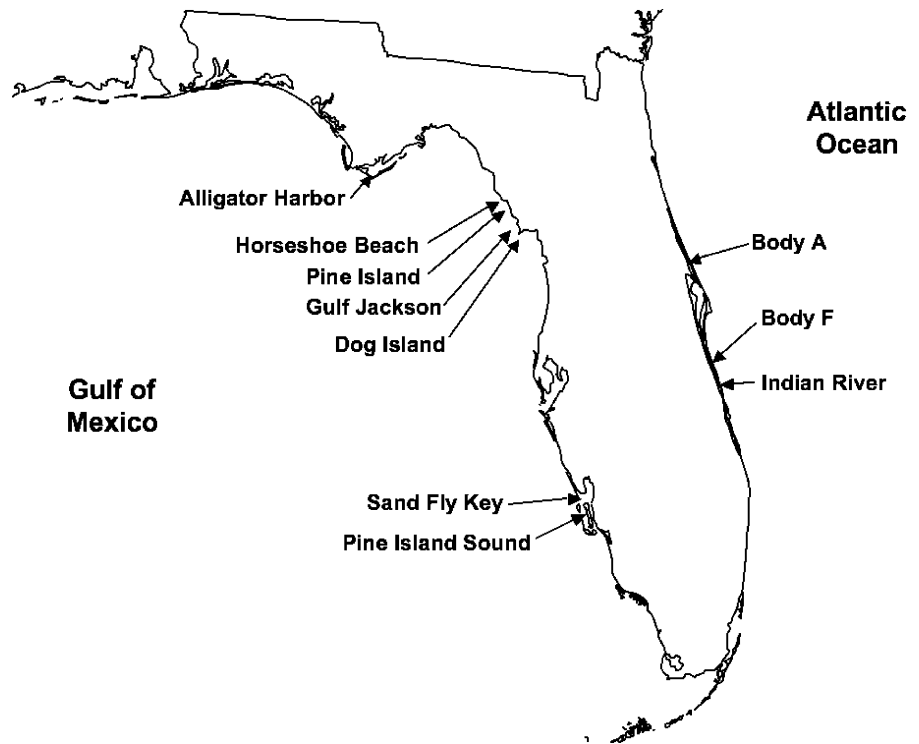 Atlantic
Ocean
Alligator Harbor
Horseshoe Beach
Body A
Pine Island
Gulf Jackson
Body F
Dog Island
Indian River
Gulf of
Mexico
Sand Fly Key
Pine Island Sound